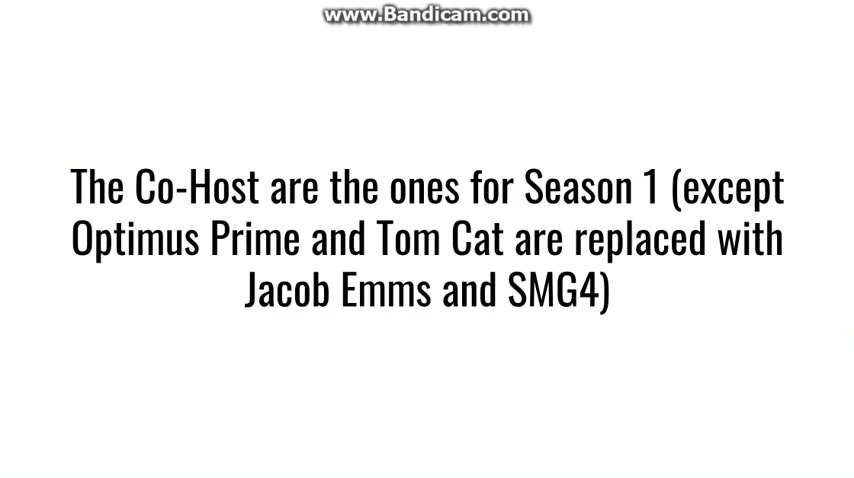 www.Bandicam.com
The Co-Host are the ones for Season 1 (except
Optimus Prime and Tom Cat are replaced with
Jacob Emms and SMG4)